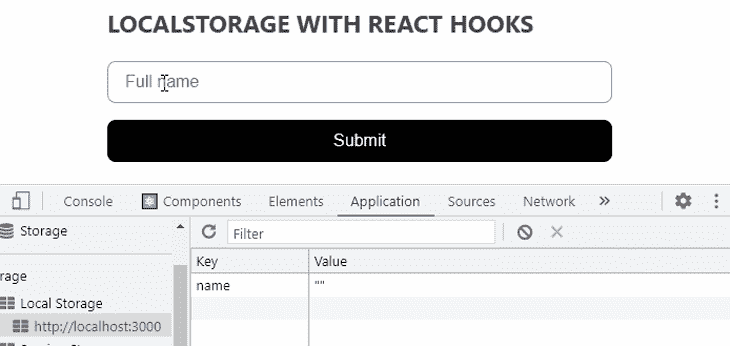 LOCALSTORAGE WITH REACT HOOKS
Full name
Submit
Console Components Elements Application Sources Network »
Storage
Filter
Key Value
rage
name ""
Local Storage
http://localhost:3000